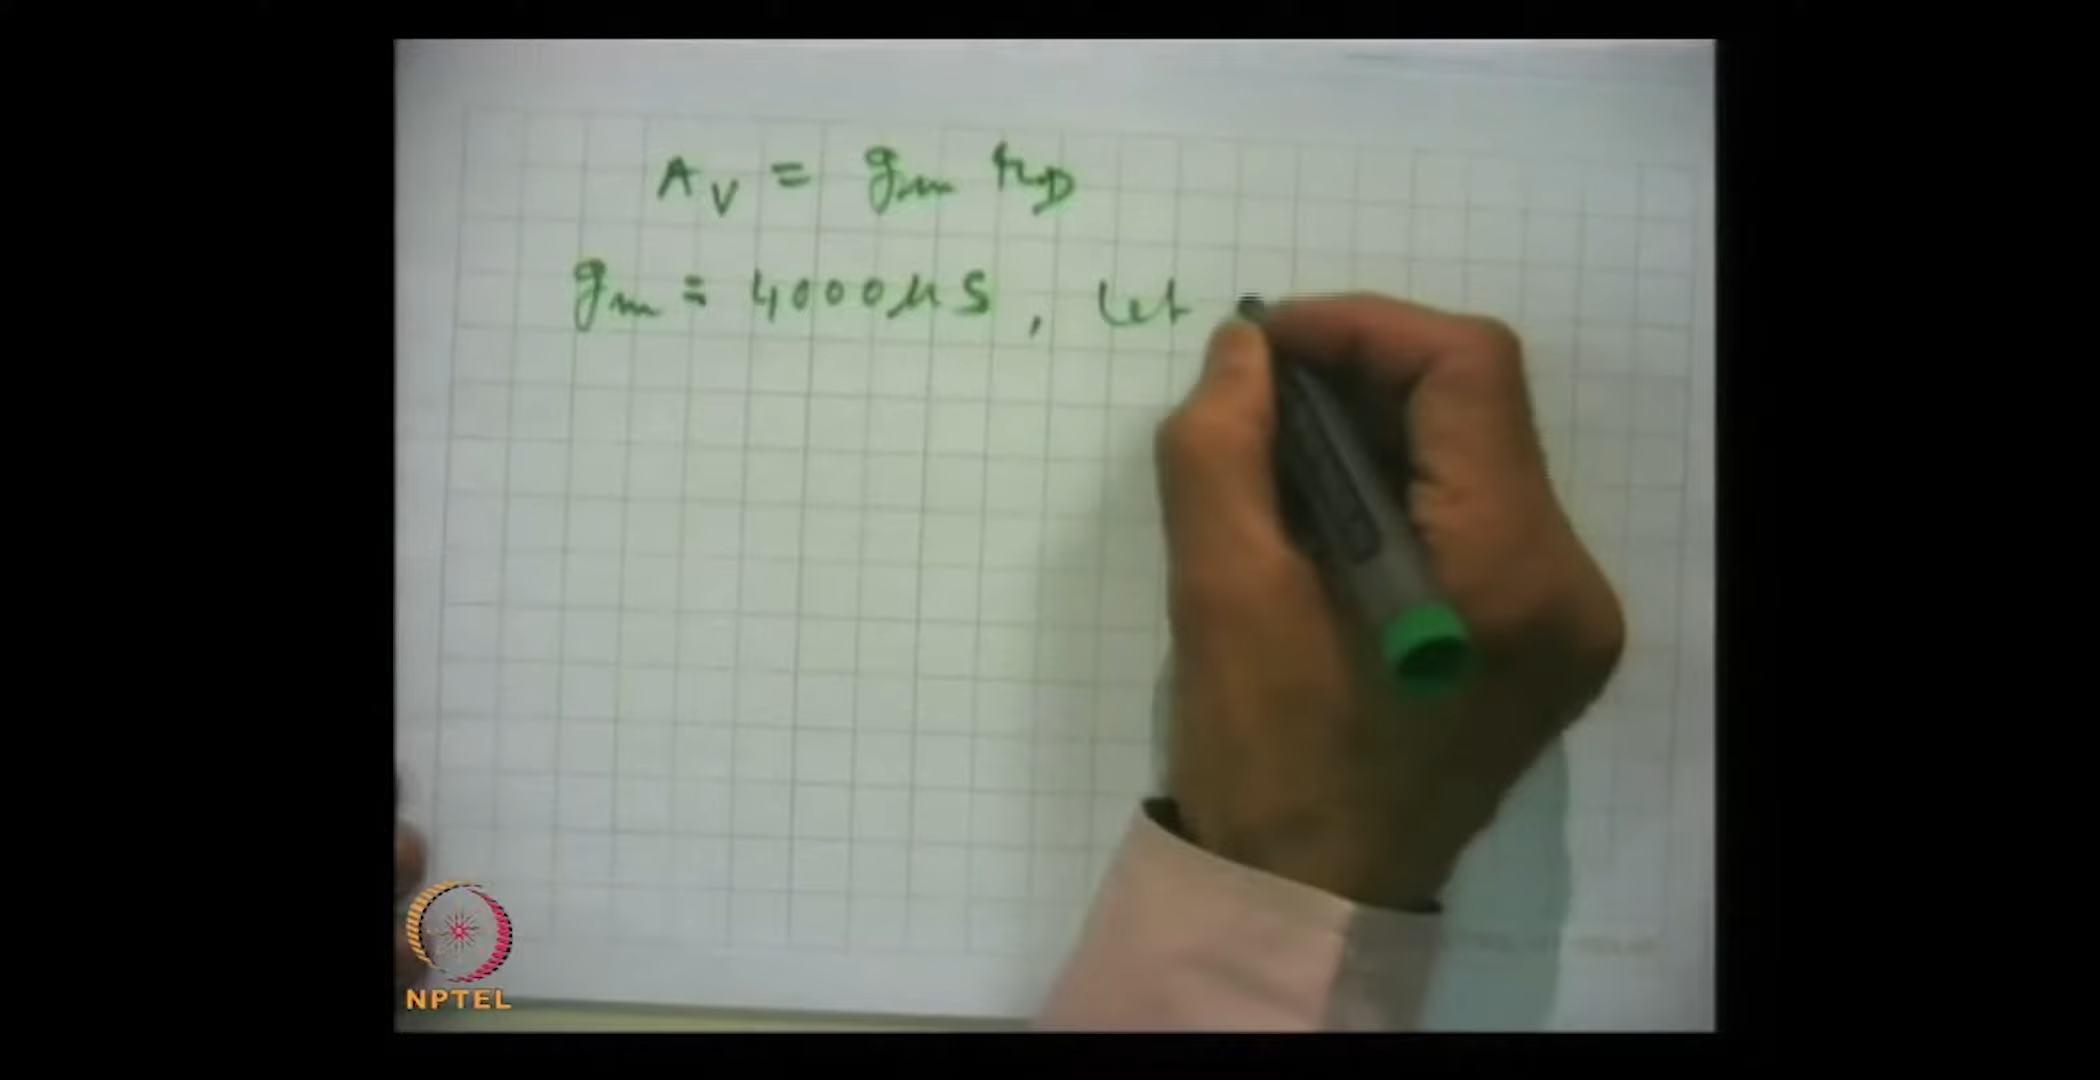 A_V = g_m r_D
g_m = 4000 μS, Let
NPTEL